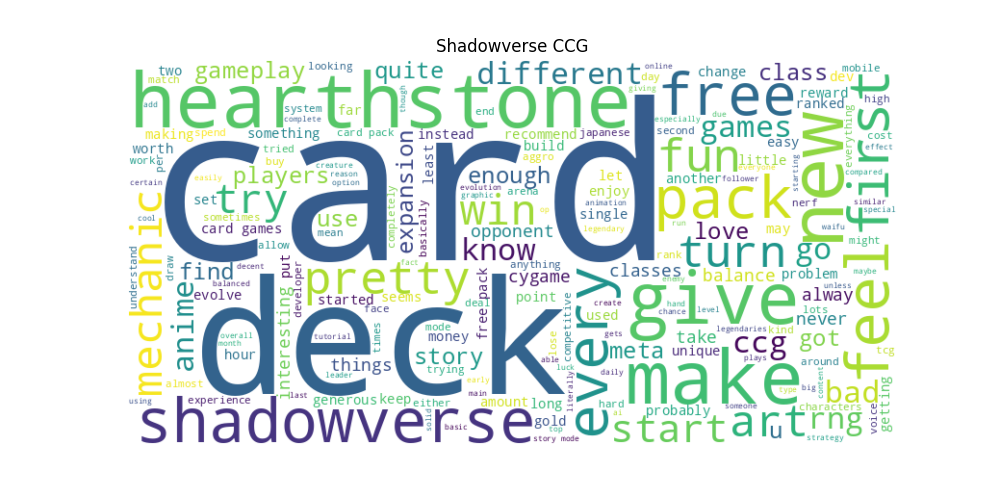 Shadowverse CCG
two gameplay looking quite different change class day dev mobile online
hearthstone free giving reward ranked high
add match system complete far though end especially due first
making spend something card pack instead recommend japanese second games easy cost
worth tried least build aggro fun little everything effect
work per buy creature reason option enough let another starting compared
certain players expansion evolution graphic arena enjoy animation single follower everyone nerf similar
easily set try use completely basically win opponent legendary pack love new special
cool sometimes card games mean op run may waifu might
mechanic allow know turn go feel
understand draw find put fact anything rank
decent pretty cygame classes balance problem maybe
anime balanced evolve developer started seems deal point enemy unless
interesting face free pack every create give hand chance level lots alway tcg
card
deck
overall month tutorial times mode money competitive used kind never
hour leader things story trying lose able meta take legendaries ccg got around
almost last early luck gets unique plays big content
using experience generous keep main amount long literally daily hard make type bad
shadowverse either solid basic gold top story mode ai probably someone characters voice getting
start art u rng strategy